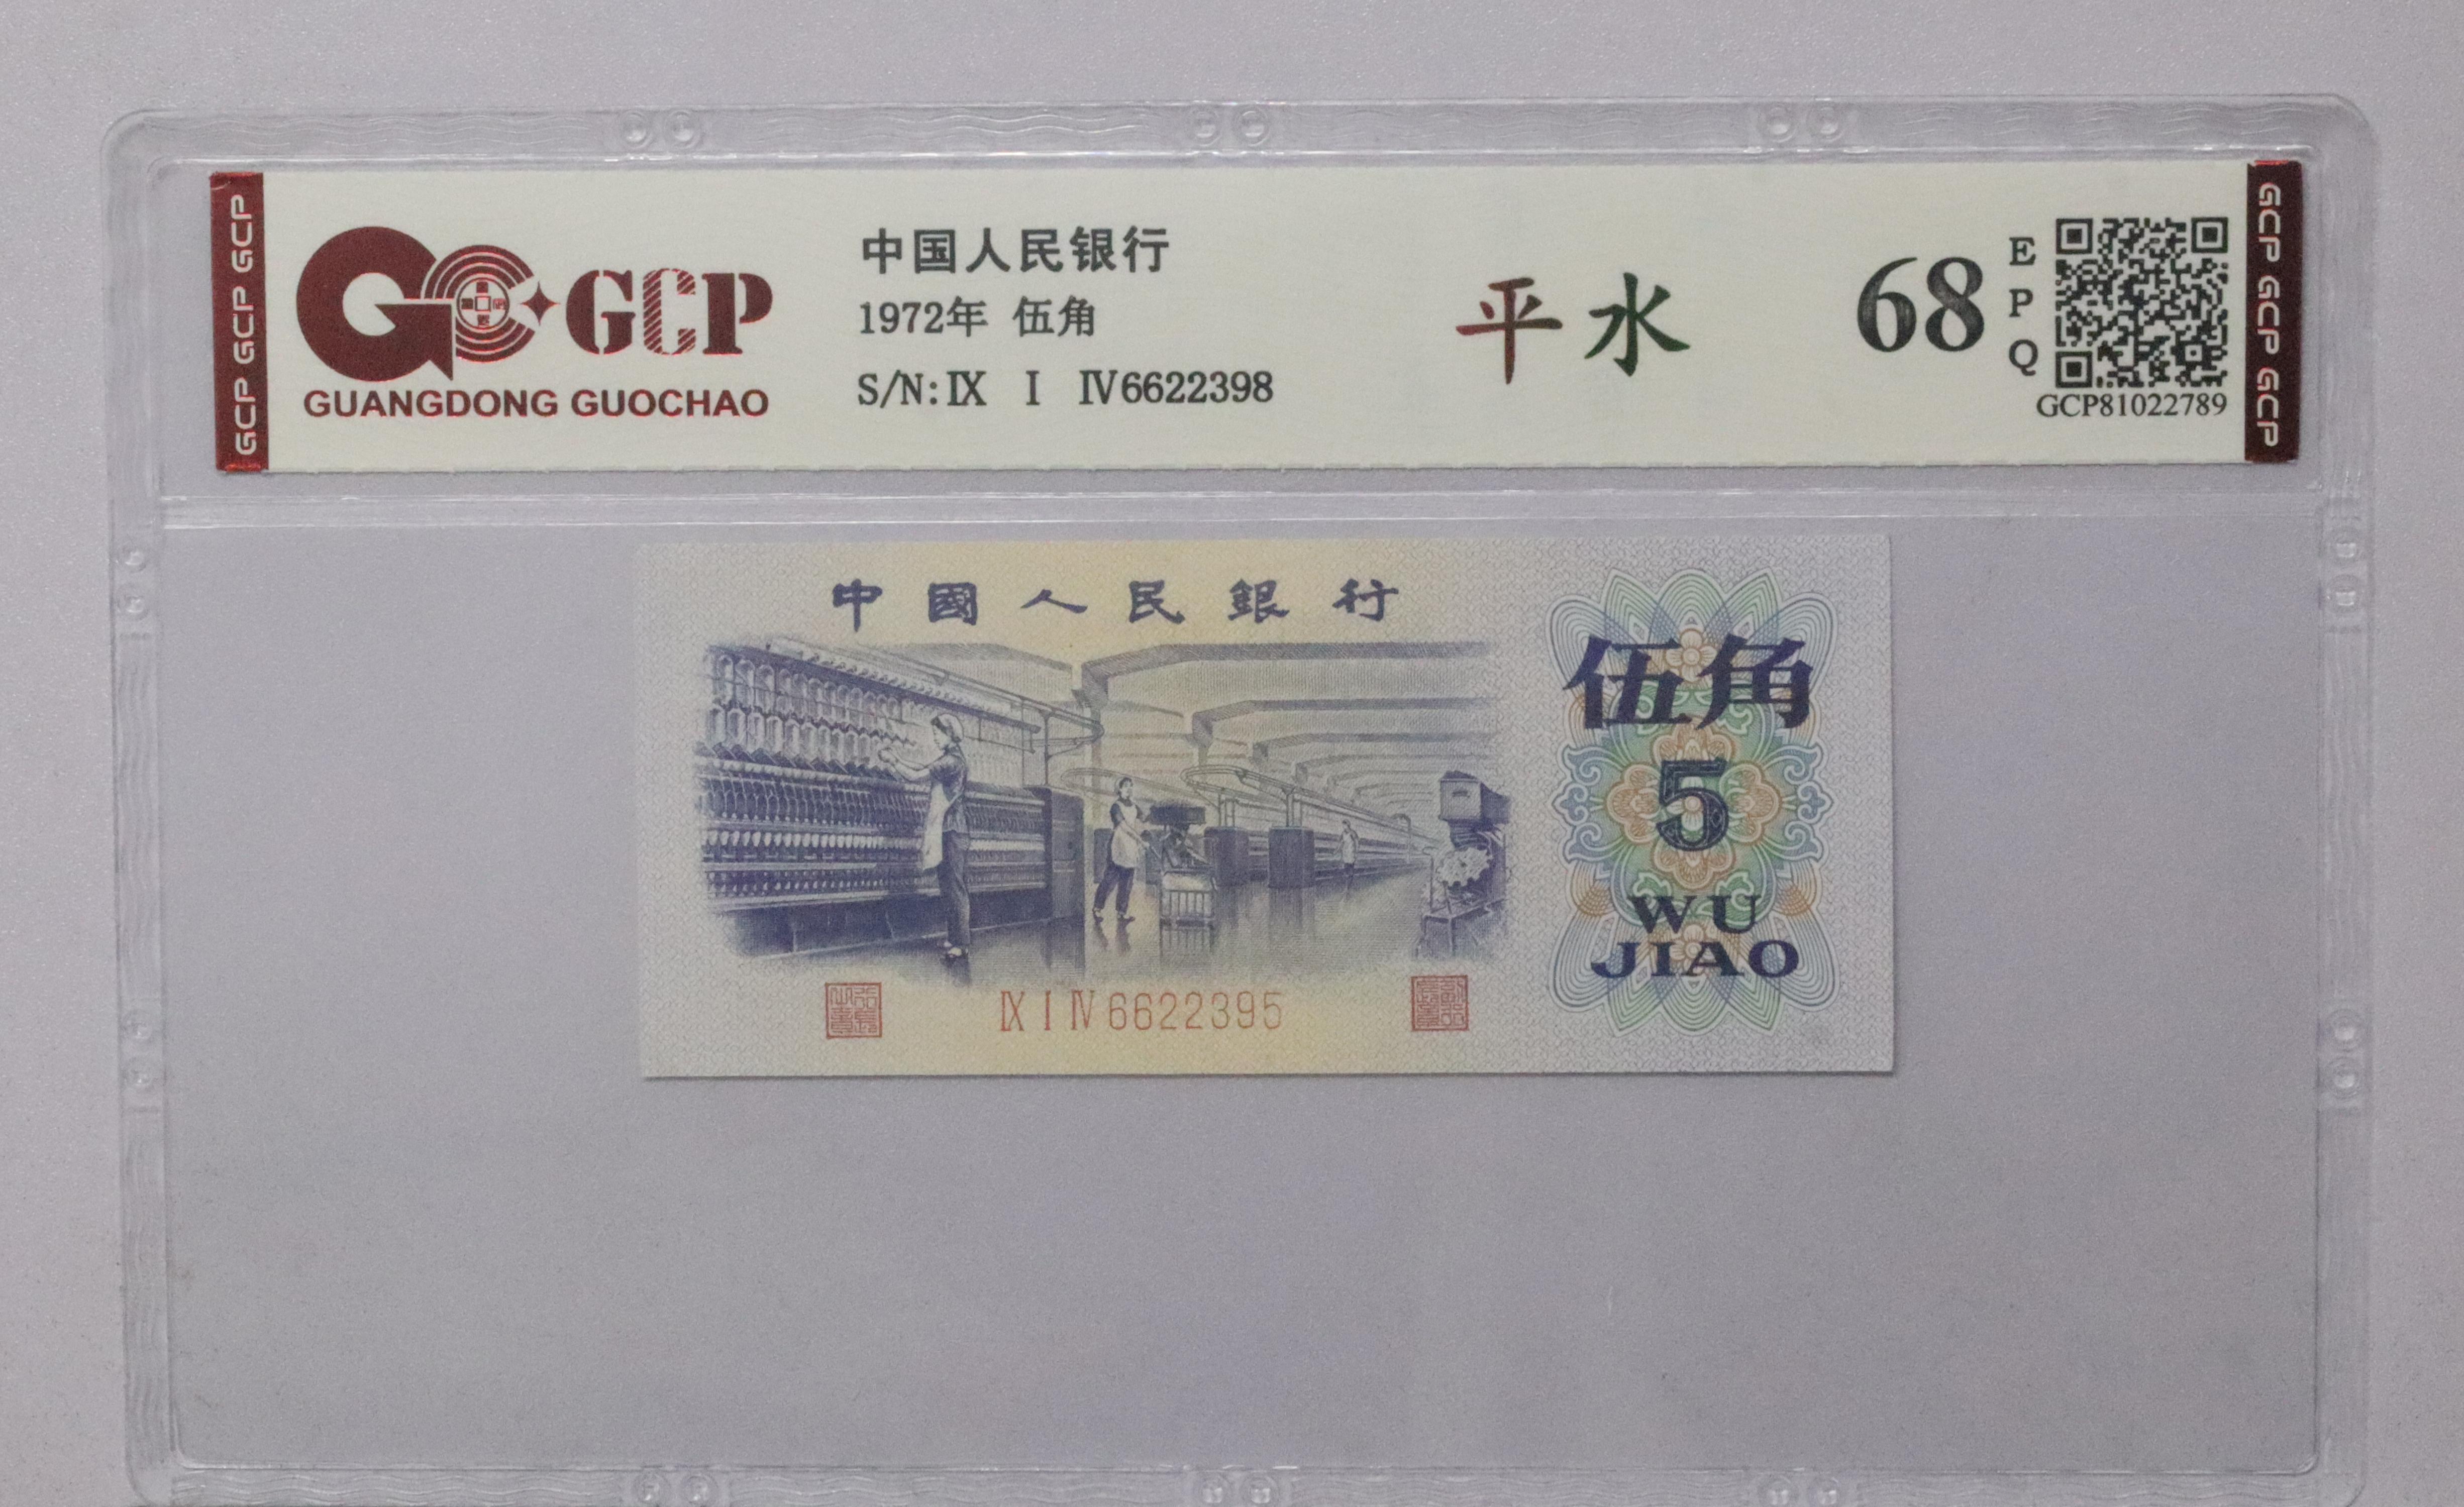 GCP GCP GCP
GCP
GUANGDONG GUOCHAO
中国人民银行
1972年 伍角
S/N: Ⅸ Ⅰ Ⅳ6622398
平水
68
E
P
Q
GCP81022789
GCP GCP GCP
中國人民銀行
伍角
5
WU
JIAO
Ⅸ Ⅰ Ⅳ 6622395